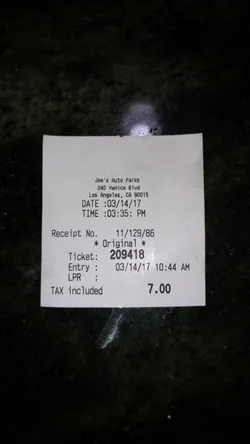 Joe's Auto Parks
240 Venice Blvd
Los Angeles, CA 90015
DATE :03/14/17
TIME :03:35: PM
Receipt No. 11/129/86
* Original *
Ticket: 209418
Entry : 03/14/17 10:44 AM
LPR :
TAX included 7.00